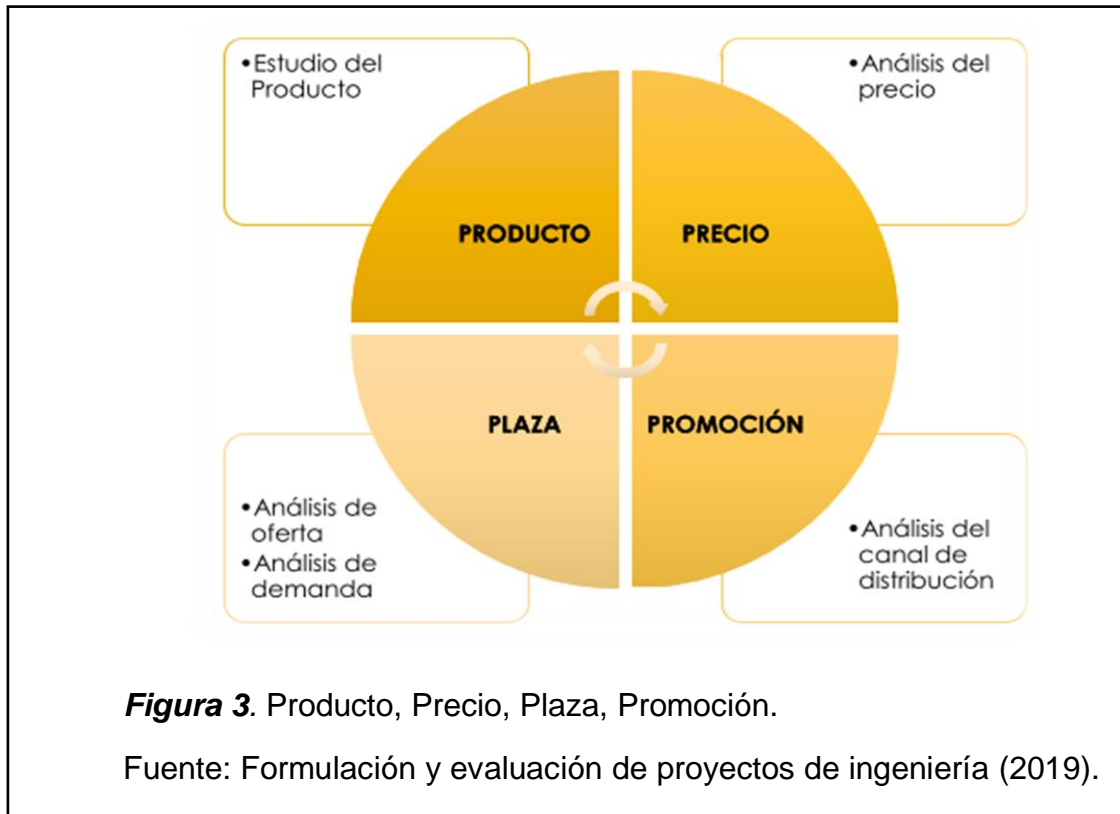 •Estudio del
Producto
•Análisis del
precio
PRODUCTO
PRECIO
PLAZA
PROMOCIÓN
•Análisis de
oferta
•Análisis de
demanda
•Análisis del
canal de
distribución
Figura 3. Producto, Precio, Plaza, Promoción.
Fuente: Formulación y evaluación de proyectos de ingeniería (2019).